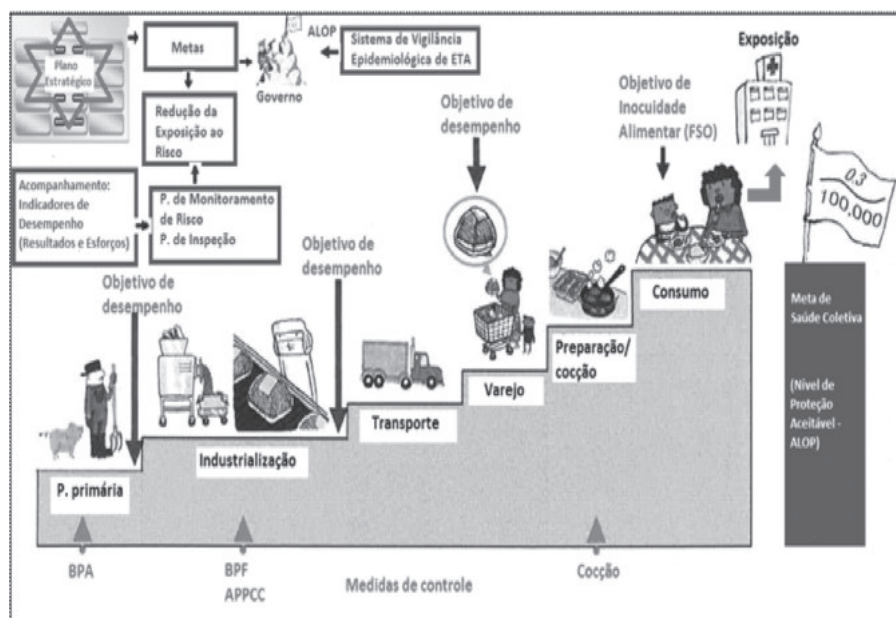 Plano
Estratégico
Metas
ALOP
Governo
Sistema de Vigilância
Epidemiológica de ETA
Redução da
Exposição ao
Risco
Acompanhamento:
Indicadores de
Desempenho
(Resultados e Esforços)
P. de Monitoramento
de Risco
P. de Inspeção
Objetivo de
desempenho
Objetivo de
desempenho
Objetivo de
desempenho
Objetivo de
Inocuidade
Alimentar (FSO)
Exposição
0.3
100,000
P. primária
Industrialização
Transporte
Varejo
Preparação/
cocção
Consumo
Meta de
Saúde Coletiva
(Nível de
Proteção
Aceitável -
ALOP)
BPA
BPF
APPCC
Medidas de controle
Cocção